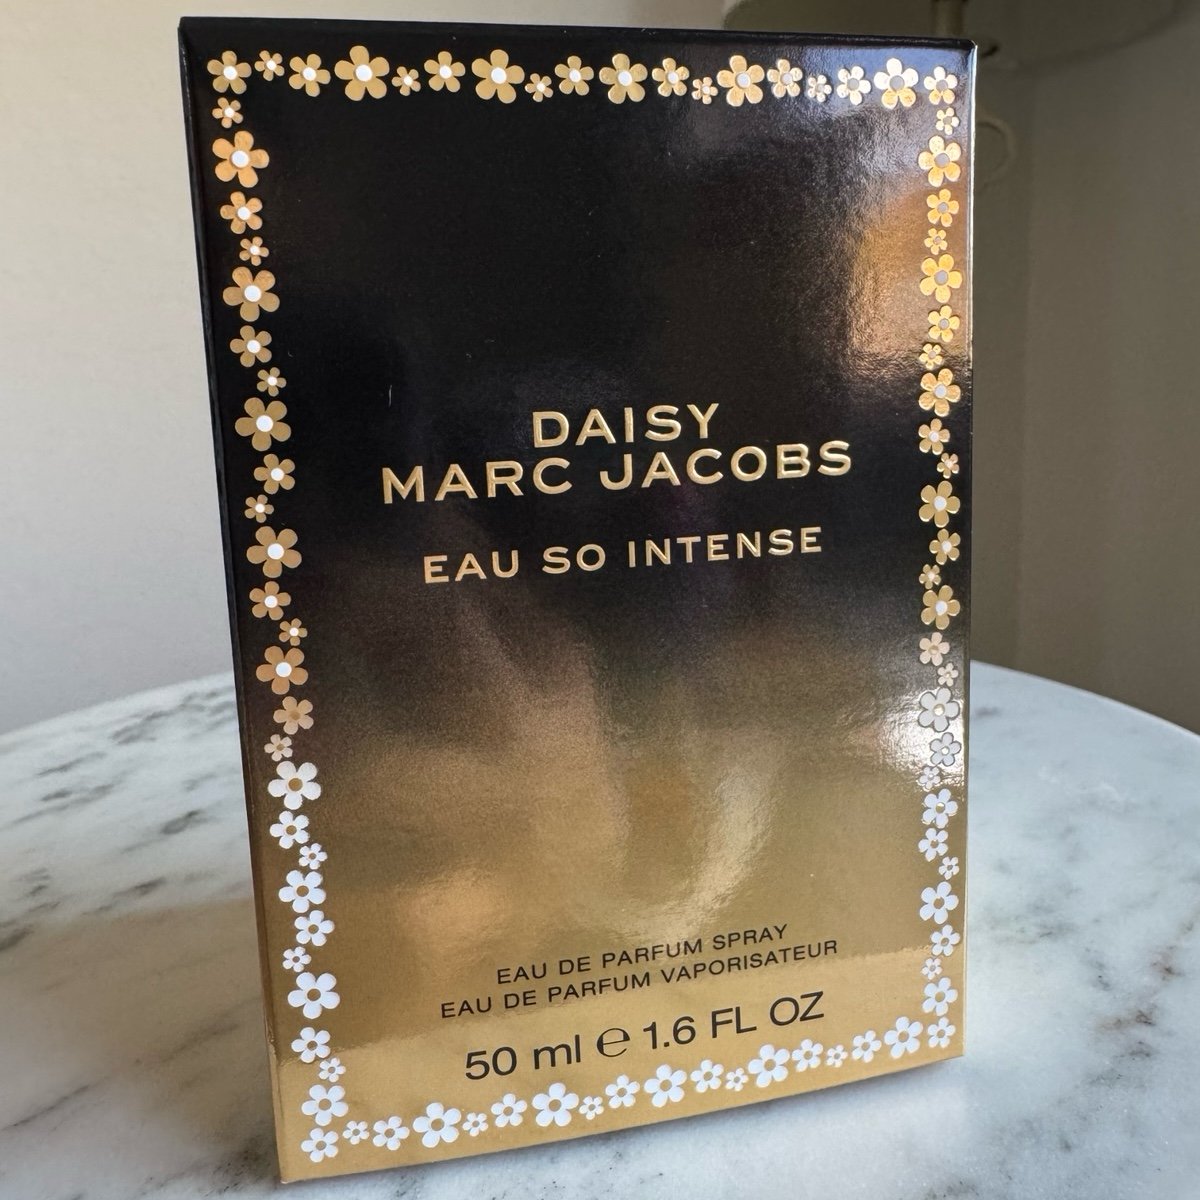 DAISY
MARC JACOBS
EAU SO INTENSE
EAU DE PARFUM SPRAY
EAU DE PARFUM VAPORISATEUR
50 ml ℮ 1.6 FL OZ